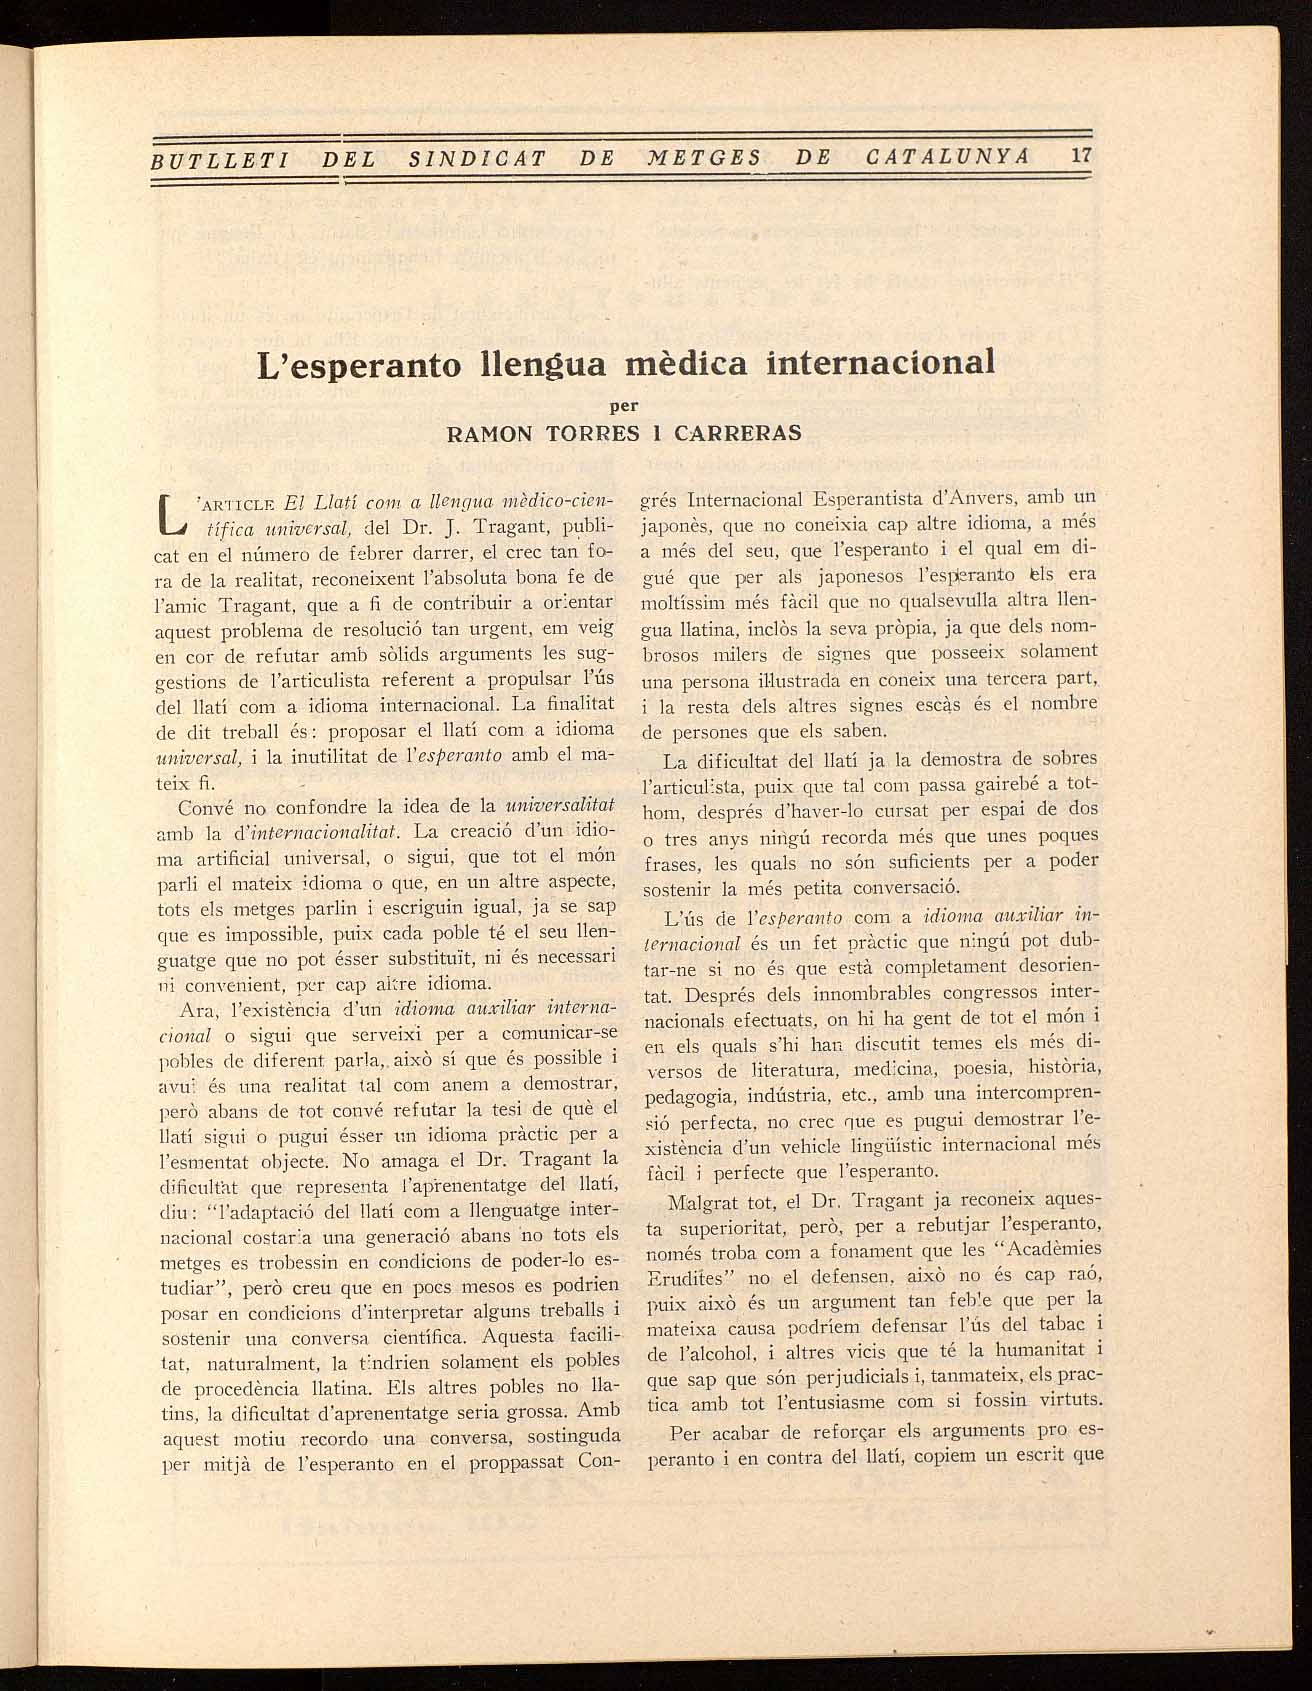 BUTLLETI DEL SINDICAT DE METGES DE CATALUNYA 17
L'esperanto llengua mèdica internacional
per
RAMON TORRES I CARRERAS
L'ARTICLE El Llatí com a llengua mèdico-cien-
tífica universal, del Dr. J. Tragant, publi-
cat en el número de febrer darrer, el crec tan fo-
ra de la realitat, reconeixent l'absoluta bona fe de
l'amic Tragant, que a fi de contribuir a orientar
aquest problema de resolució tan urgent, em veig
en cor de refutar amb sòlids arguments les sug-
gestions de l'articulista referent a propulsar l'ús
del llatí com a idioma internacional. La finalitat
de dit treball és: proposar el llatí com a idioma
universal, i la inutilitat de l'esperanto amb el ma-
teix fi.
Convé no confondre la idea de la universalitat
amb la d'internacionalitat. La creació d'un idio-
ma artificial universal, o sigui, que tot el món
parli el mateix idioma o que, en un altre aspecte,
tots els metges parlin i escriguin igual, ja se sap
que es impossible, puix cada poble té el seu llen-
guatge que no pot ésser substituït, ni és necessari
ni convenient, per cap altre idioma.
Ara, l'existència d'un idioma auxiliar interna-
cional o sigui que serveixi per a comunicar-se
pobles de diferent parla, això sí que és possible i
avui és una realitat tal com anem a demostrar,
però abans de tot convé refutar la tesi de què el
llatí sigui o pugui ésser un idioma pràctic per a
l'esmentat objecte. No amaga el Dr. Tragant la
dificultat que representa l'aprenentatge del llatí,
diu: "l'adaptació del llatí com a llenguatge inter-
nacional costaria una generació abans no tots els
metges es trobessin en condicions de poder-lo es-
tudiar", però creu que en pocs mesos es podrien
posar en condicions d'interpretar alguns treballs i
sostenir una conversa científica. Aquesta facili-
tat, naturalment, la tindrien solament els pobles
de procedència llatina. Els altres pobles no lla-
tins, la dificultat d'aprenentatge seria grossa. Amb
aquest motiu recordo una conversa, sostinguda
per mitjà de l'esperanto en el proppassat Con-
grés Internacional Esperantista d'Anvers, amb un
japonès, que no coneixia cap altre idioma, a més
a més del seu, que l'esperanto i el qual em di-
gué que per als japonesos l'esperanto els era
moltíssim més fàcil que no qualsevulla altra llen-
gua llatina, inclòs la seva pròpia, ja que dels nom-
brosos milers de signes que posseeix solament
una persona il·lustrada en coneix una tercera part,
i la resta dels altres signes escàs és el nombre
de persones que els saben.
La dificultat del llatí ja la demostra de sobres
l'articulista, puix que tal com passa gairebé a tot-
hom, després d'haver-lo cursat per espai de dos
o tres anys ningú recorda més que unes poques
frases, les quals no són suficients per a poder
sostenir la més petita conversació.
L'ús de l'esperanto com a idioma auxiliar in-
ternacional és un fet pràctic que ningú pot dub-
tar-ne si no és que està completament desorien-
tat. Després dels innombrables congressos inter-
nacionals efectuats, on hi ha gent de tot el món i
en els quals s'hi han discutit temes els més di-
versos de literatura, medicina, poesia, història,
pedagogia, indústria, etc., amb una intercompren-
sió perfecta, no crec que es pugui demostrar l'e-
xistència d'un vehicle lingüístic internacional més
fàcil i perfecte que l'esperanto.
Malgrat tot, el Dr. Tragant ja reconeix aques-
ta superioritat, però, per a rebutjar l'esperanto,
només troba com a fonament que les "Acadèmies
Erudites" no el defensen, això no és cap raó,
puix això és un argument tan feble que per la
mateixa causa podríem defensar l'ús del tabac i
de l'alcohol, i altres vicis que té la humanitat i
que sap que són perjudicials i, tanmateix, els prac-
tica amb tot l'entusiasme com si fossin virtuts.
Per acabar de reforçar els arguments pro es-
peranto i en contra del llatí, copiem un escrit que